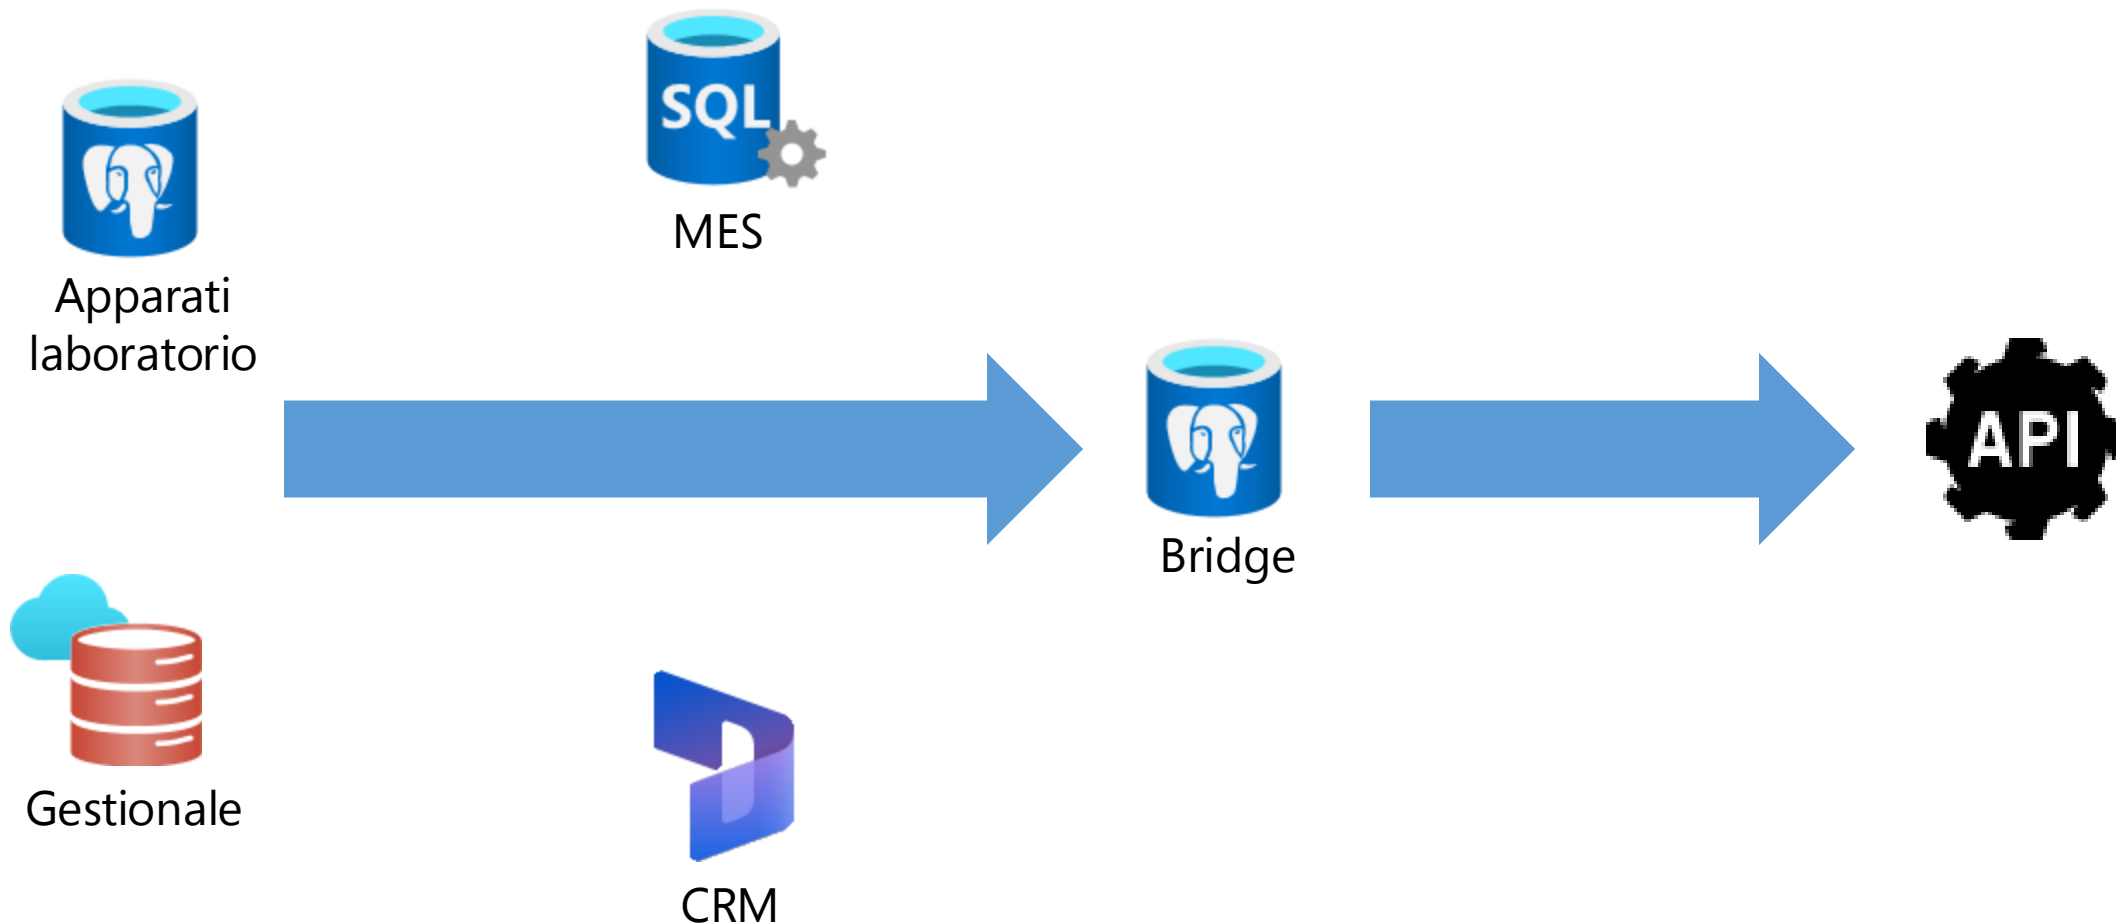 SQL
MES
Apparati
laboratorio
API
Bridge
Gestionale
CRM